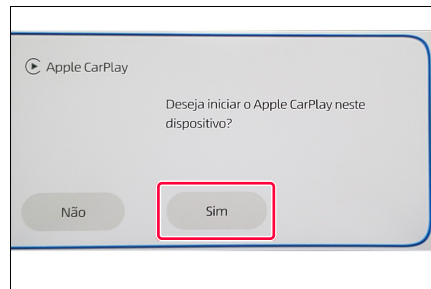 Apple CarPlay
Deseja iniciar o Apple CarPlay neste
dispositivo?
Não
Sim